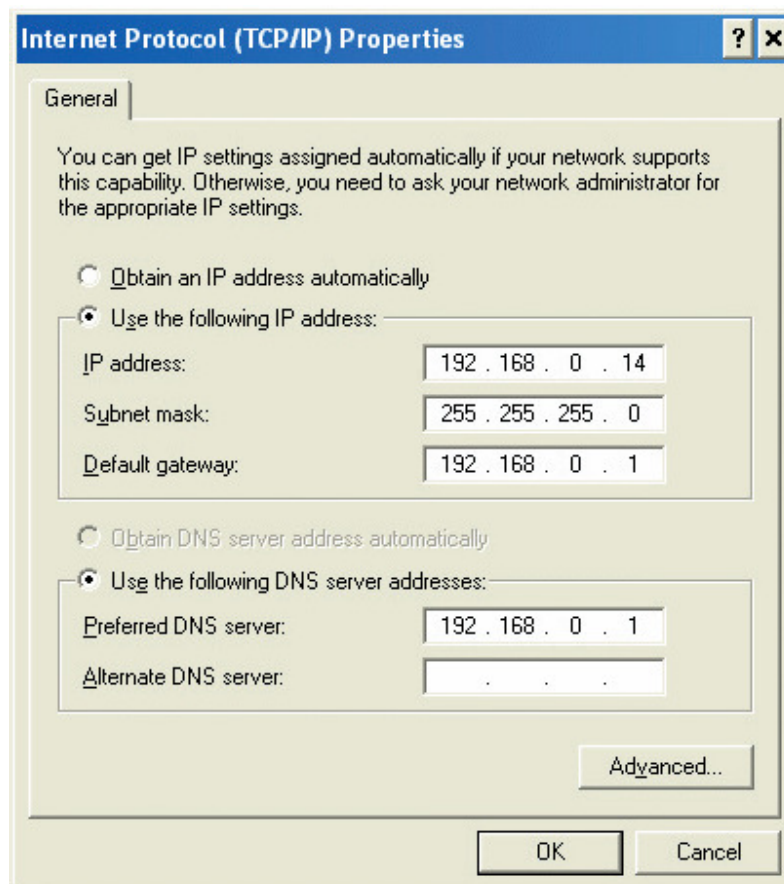 Internet Protocol (TCP/IP) Properties
General
You can get IP settings assigned automatically if your network supports
this capability. Otherwise, you need to ask your network administrator for
the appropriate IP settings.
Obtain an IP address automatically
Use the following IP address:
IP address: 192 . 168 . 0 . 14
Subnet mask: 255 . 255 . 255 . 0
Default gateway: 192 . 168 . 0 . 1
Obtain DNS server address automatically
Use the following DNS server addresses:
Preferred DNS server: 192 . 168 . 0 . 1
Alternate DNS server: . . .
Advanced...
OK Cancel